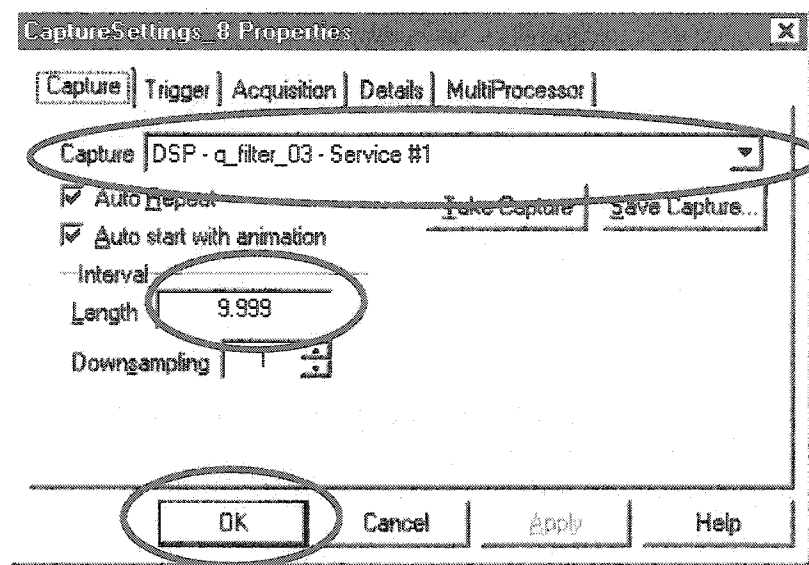 CaptureSettings_8 Properties
Capture Trigger Acquisition Details MultiProcessor
Capture DSP - q_filter_03 - Service #1
Auto Repeat Take Capture Save Capture...
Auto start with animation
Interval
Length 9.999
Downsampling 1
OK Cancel Apply Help